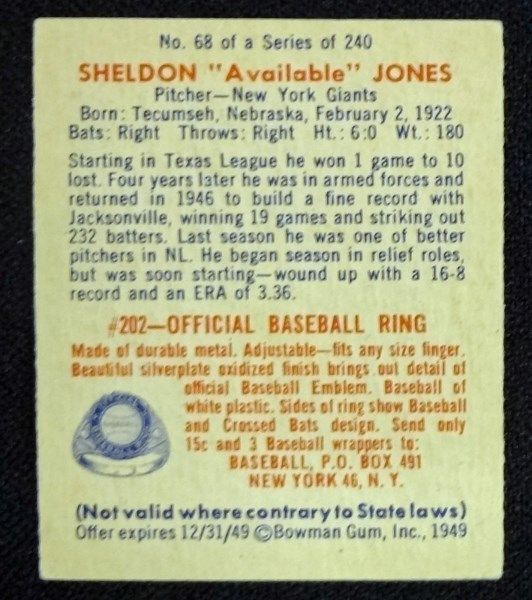 No. 68 of a Series of 240
SHELDON "Available" JONES
Pitcher—New York Giants
Born: Tecumseh, Nebraska, February 2, 1922
Bats: Right Throws: Right Ht.: 6:0 Wt.: 180
Starting in Texas League he won 1 game to 10
lost. Four years later he was in armed forces and
returned in 1946 to build a fine record with
Jacksonville, winning 19 games and striking out
232 batters. Last season he was one of better
pitchers in NL. He began season in relief roles,
but was soon starting—wound up with a 16-8
record and an ERA of 3.36.
#202—OFFICIAL BASEBALL RING
Made of durable metal. Adjustable—fits any size finger.
Beautiful silverplate oxidized finish brings out detail of
official Baseball Emblem. Baseball of
white plastic. Sides of ring show Baseball
and Crossed Bats design. Send only
15c and 3 Baseball wrappers to:
BASEBALL, P.O. BOX 491
NEW YORK 46, N. Y.
(Not valid where contrary to State laws)
Offer expires 12/31/49 ©Bowman Gum, Inc., 1949